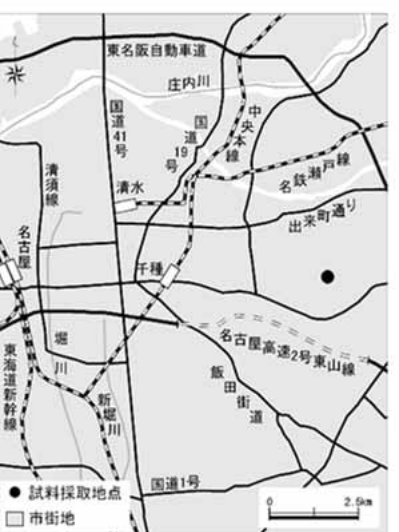 東名阪自動車道
庄内川
国道41号
国道19号
中央本線
清須線
清水
名鉄瀬戸線
出来町通り
名古屋
千種
名古屋高速2号東山線
堀川
東海道新幹線
新堀川
飯田街道
国道1号
● 試料採取地点
市街地
0 2.5km